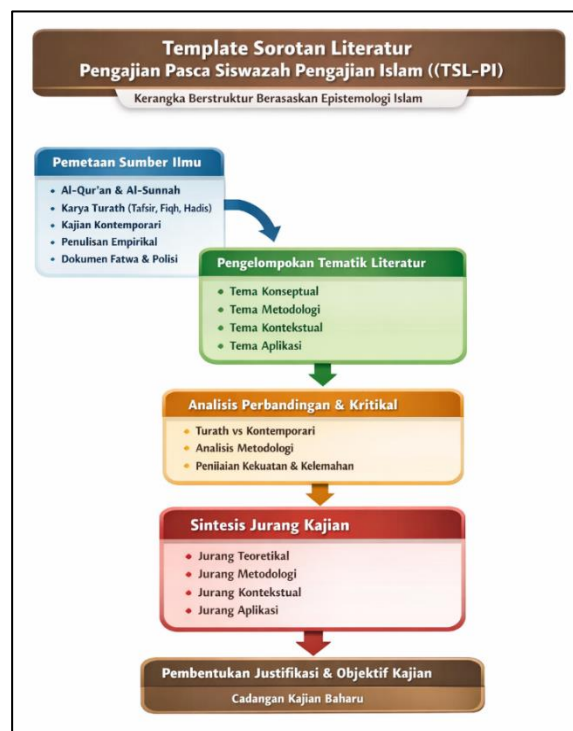 Template Sorotan Literatur
Pengajian Pasca Siswazah Pengajian Islam ((TSL-PI)
Kerangka Berstruktur Berasaskan Epistemologi Islam
Pemetaan Sumber Ilmu
• Al-Qur'an & Al-Sunnah
• Karya Turath (Tafsir, Fiqh, Hadis)
• Kajian Kontemporari
• Penulisan Empirikal
• Dokumen Fatwa & Polisi
Pengelompokan Tematik Literatur
• Tema Konseptual
• Tema Metodologi
• Tema Kontekstual
• Tema Aplikasi
Analisis Perbandingan & Kritikal
• Turath vs Kontemporari
• Analisis Metodologi
• Penilaian Kekuatan & Kelemahan
Sintesis Jurang Kajian
• Jurang Teoretikal
• Jurang Metodologi
• Jurang Kontekstual
• Jurang Aplikasi
Pembentukan Justifikasi & Objektif Kajian
Cadangan Kajian Baharu